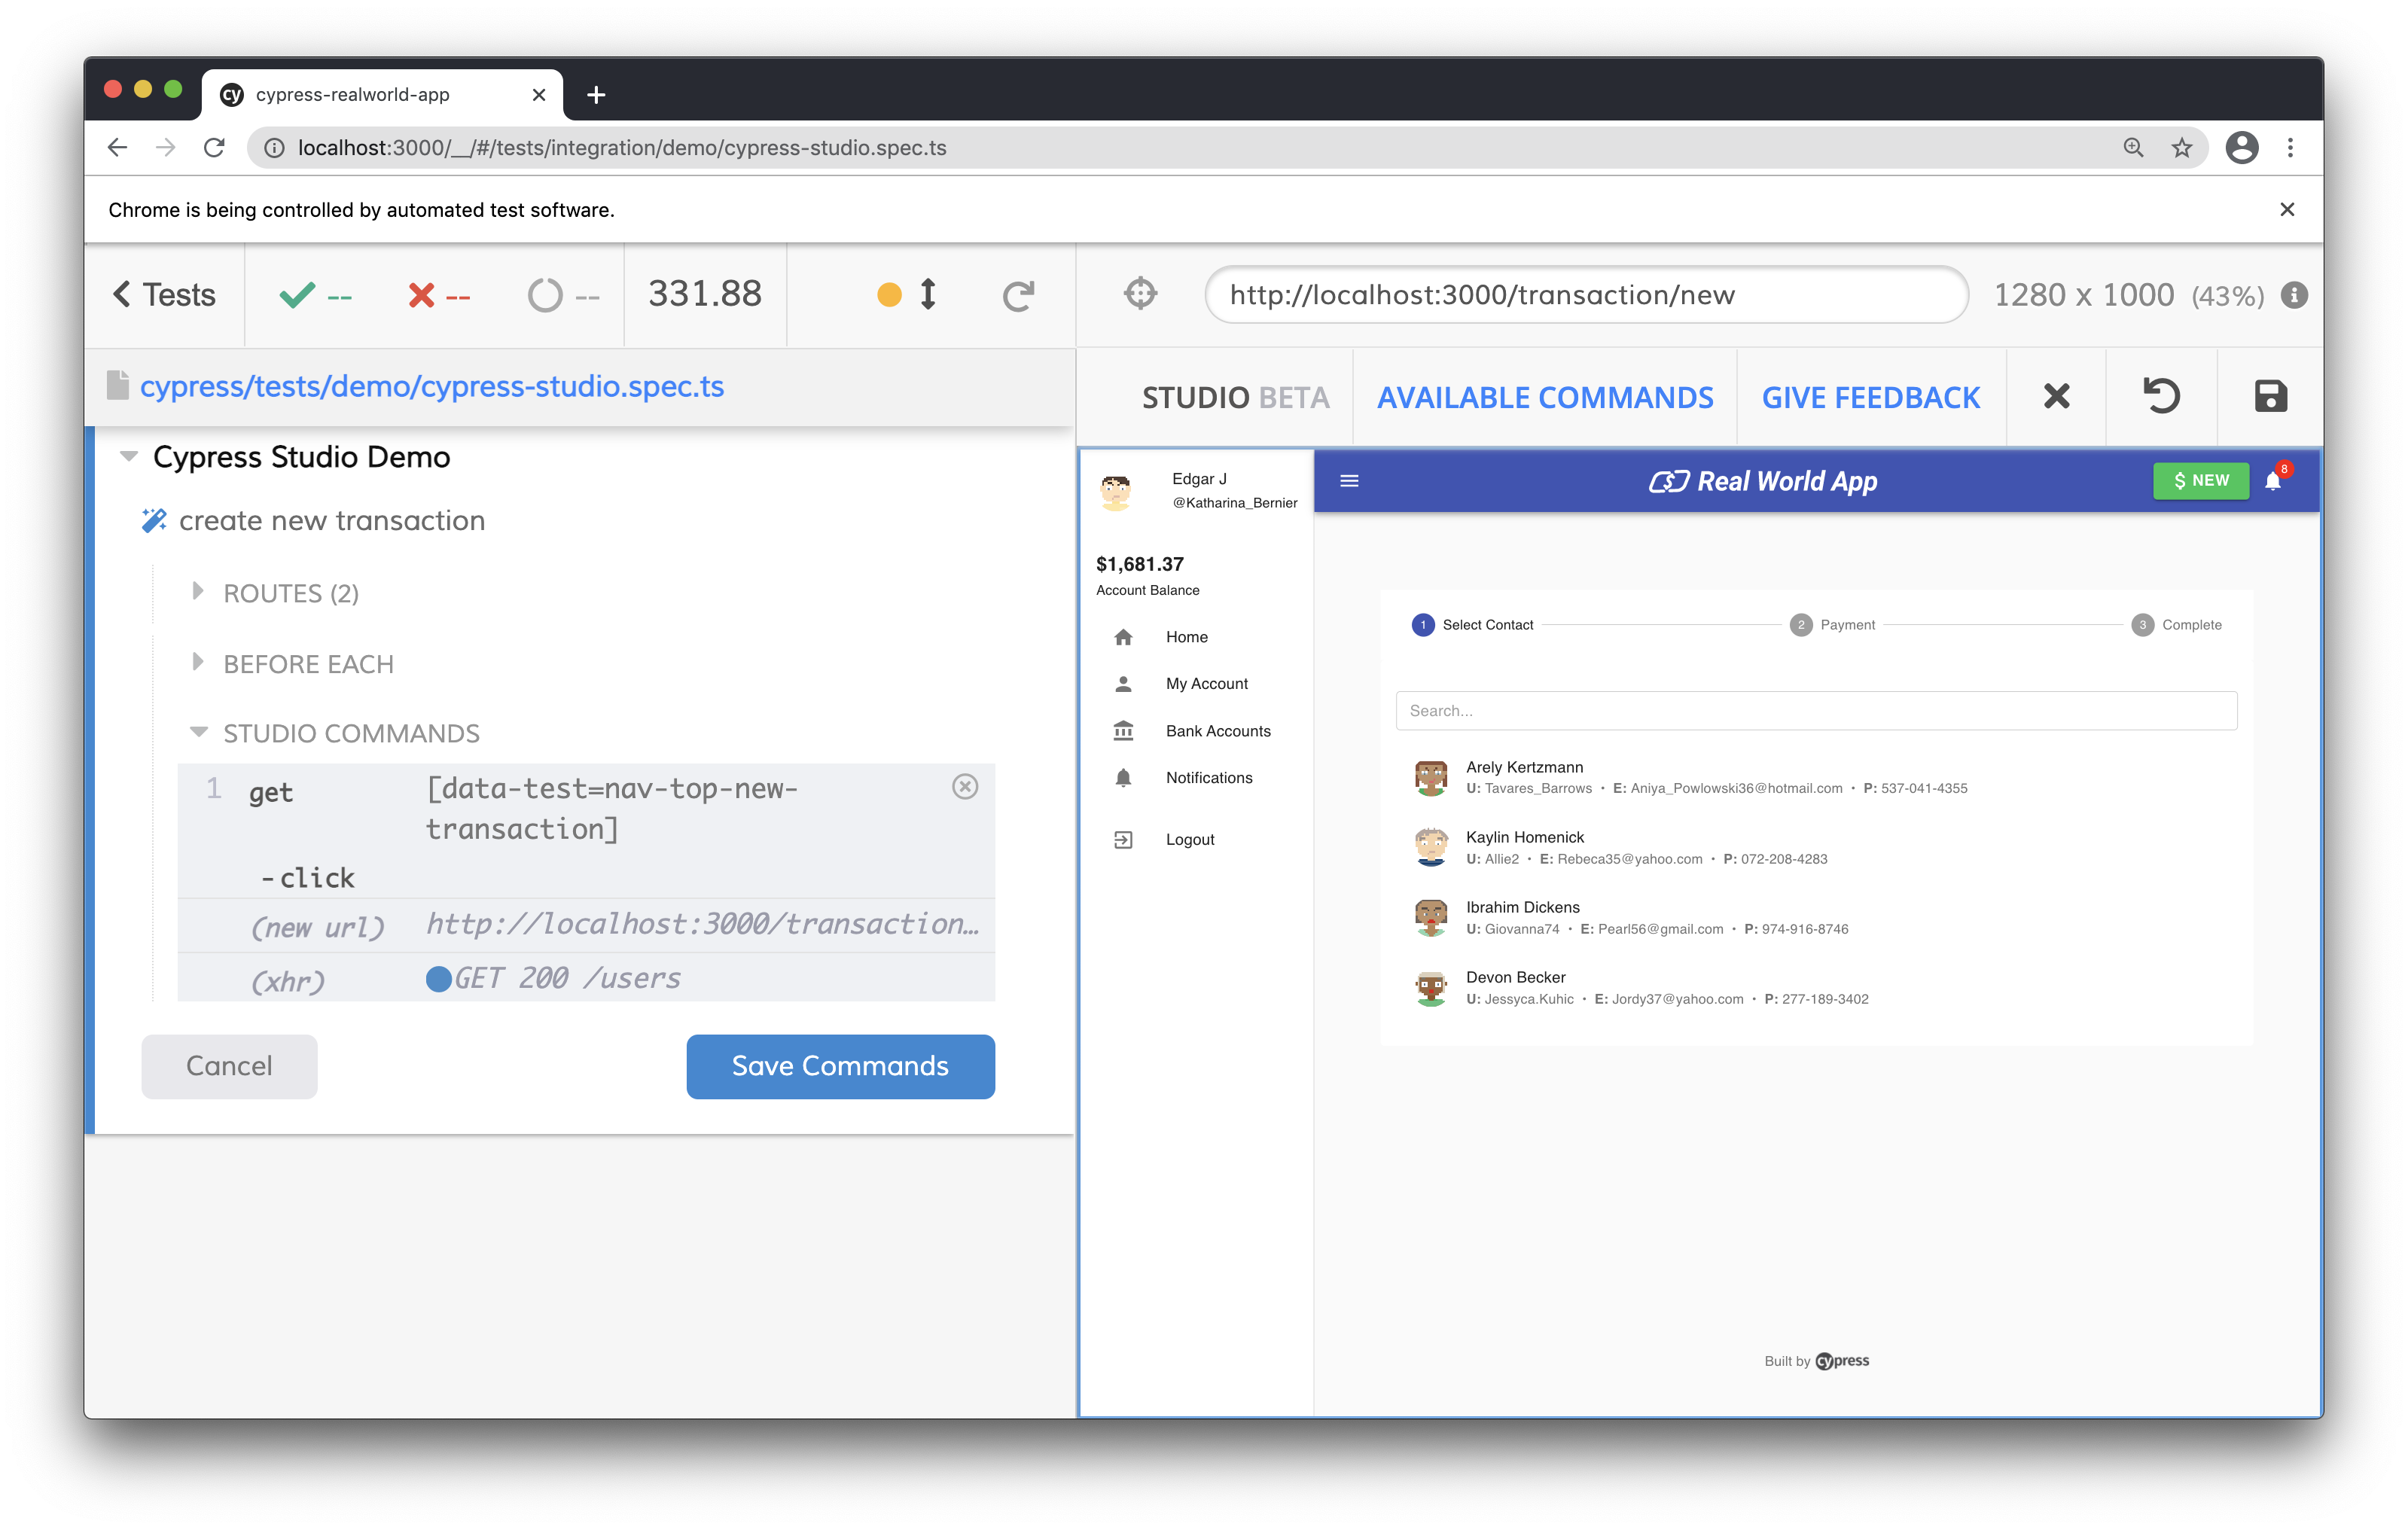 cypress-realworld-app
localhost:3000/__/#/tests/integration/demo/cypress-studio.spec.ts
Chrome is being controlled by automated test software.
Tests
--
--
--
331.88
http://localhost:3000/transaction/new
1280 x 1000 (43%)
cypress/tests/demo/cypress-studio.spec.ts
STUDIO BETA
AVAILABLE COMMANDS
GIVE FEEDBACK
Cypress Studio Demo
create new transaction
ROUTES (2)
BEFORE EACH
STUDIO COMMANDS
1 get [data-test=nav-top-new-
transaction]
-click
(new url) http://localhost:3000/transaction…
(xhr) GET 200 /users
Cancel
Save Commands
Edgar J
@Katharina_Bernier
$1,681.37
Account Balance
Home
My Account
Bank Accounts
Notifications
Logout
Real World App
$ NEW
8
1 Select Contact
2 Payment
3 Complete
Search...
Arely Kertzmann
U: Tavares_Barrows • E: Aniya_Powlowski36@hotmail.com • P: 537-041-4355
Kaylin Homenick
U: Allie2 • E: Rebeca35@yahoo.com • P: 072-208-4283
Ibrahim Dickens
U: Giovanna74 • E: Pearl56@gmail.com • P: 974-916-8746
Devon Becker
U: Jessyca.Kuhic • E: Jordy37@yahoo.com • P: 277-189-3402
Built by cypress